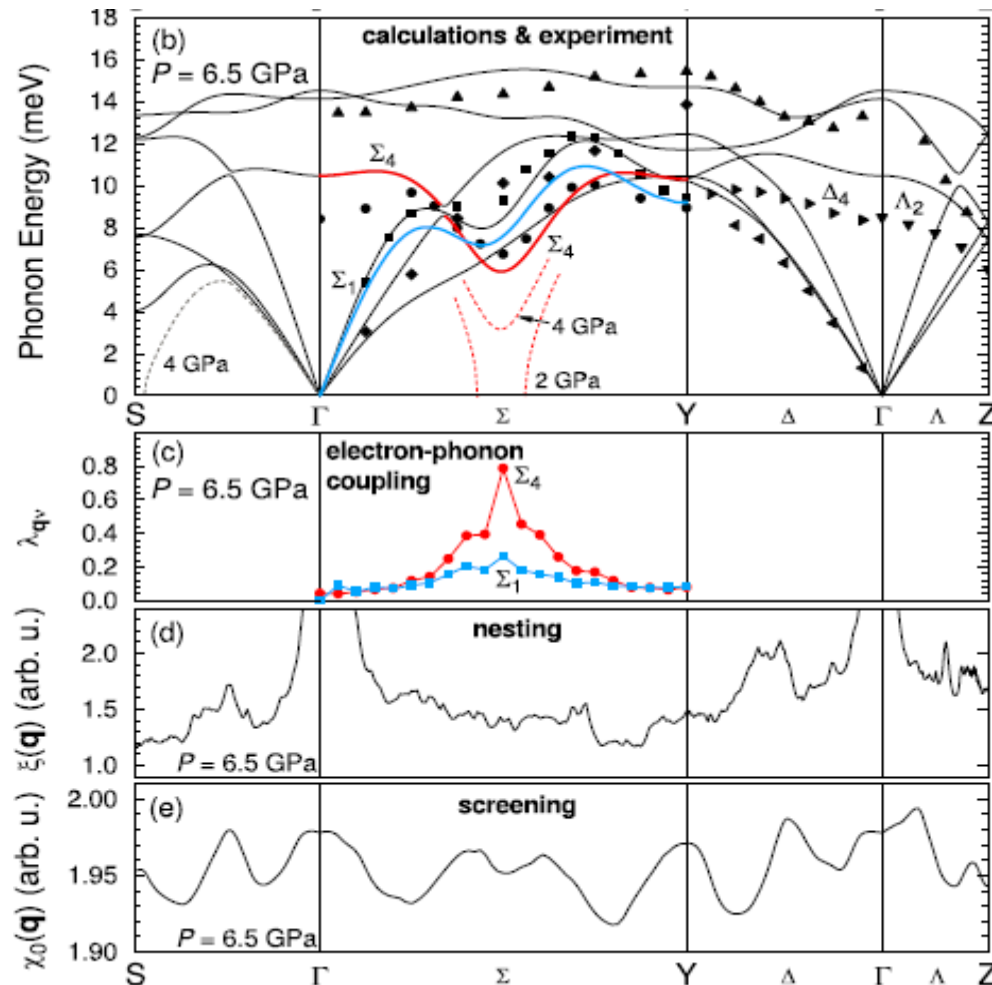 (b) calculations & experiment
P = 6.5 GPa
Phonon Energy (meV)
18
16
14
12
10
8
6
4
2
0
Σ4
Σ1
Σ4
Δ4
Λ2
4 GPa
4 GPa
2 GPa
S Γ Σ Y Δ Γ Λ Z
(c) electron-phonon
coupling
P = 6.5 GPa
λqν
0.8
0.6
0.4
0.2
0.0
Σ4
Σ1
(d) nesting
ξ(q) (arb. u.)
2.0
1.5
1.0
P = 6.5 GPa
(e) screening
χ0(q) (arb. u.)
2.00
1.95
1.90
P = 6.5 GPa
S Γ Σ Y Δ Γ Λ Z